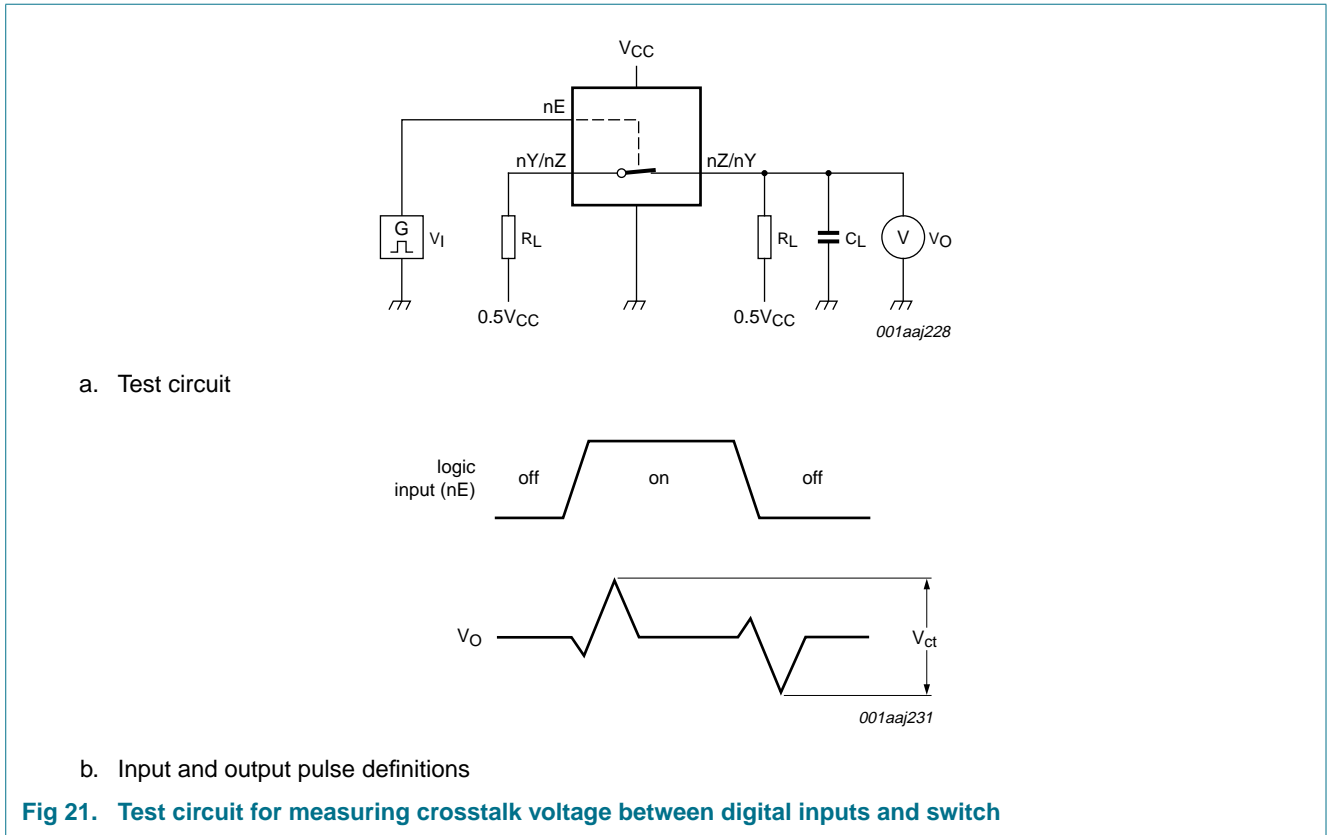 VCC
nE
nY/nZ
nZ/nY
G
VI
RL
RL
CL
V
VO
0.5VCC
0.5VCC
001aaj228
a. Test circuit
logic
input (nE)
off
on
off
VO
Vct
001aaj231
b. Input and output pulse definitions
Fig 21. Test circuit for measuring crosstalk voltage between digital inputs and switch